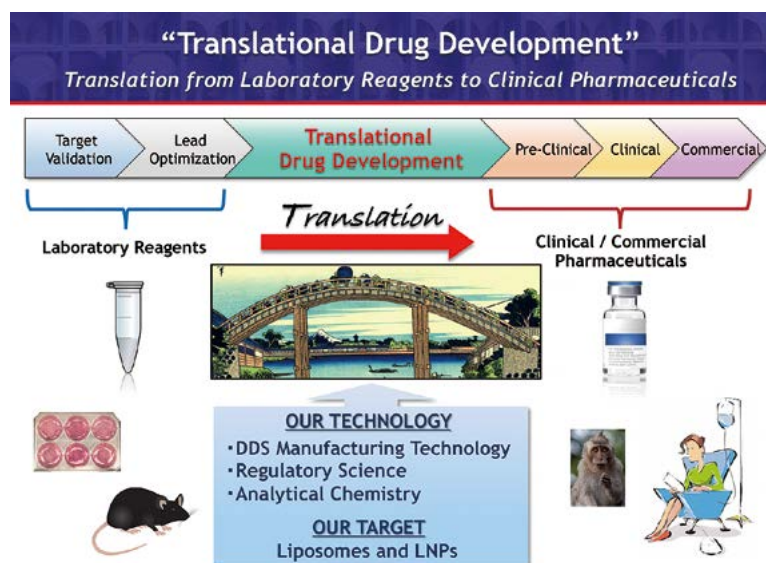 “Translational Drug Development”
Translation from Laboratory Reagents to Clinical Pharmaceuticals
Target
Validation
Lead
Optimization
Translational
Drug Development
Pre-Clinical
Clinical
Commercial
Translation
Laboratory Reagents
Clinical / Commercial
Pharmaceuticals
OUR TECHNOLOGY
・DDS Manufacturing Technology
・Regulatory Science
・Analytical Chemistry
OUR TARGET
Liposomes and LNPs